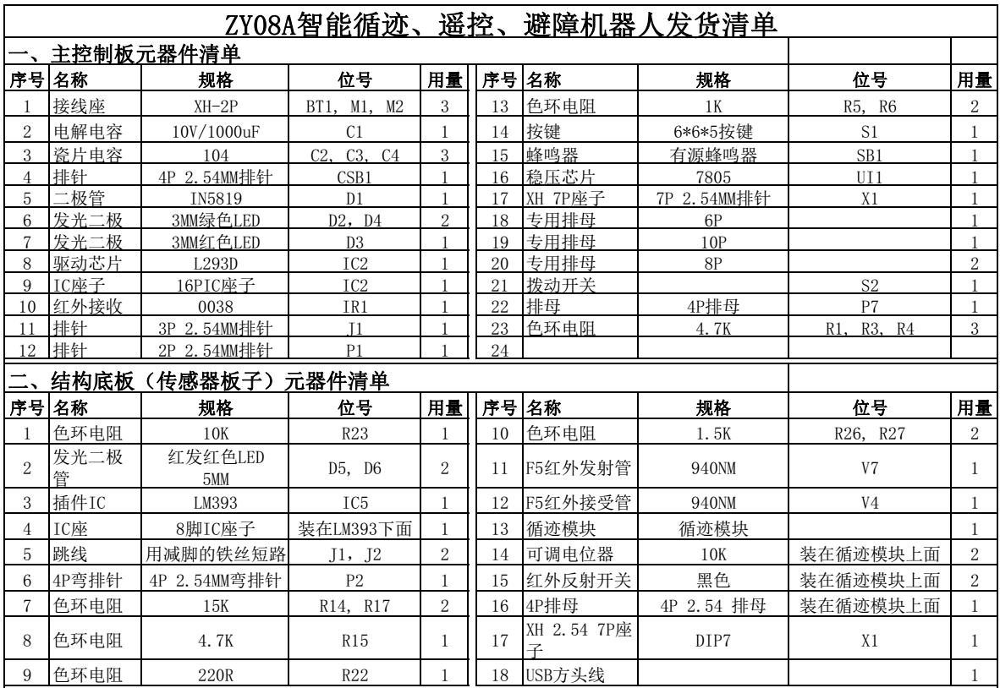 ZY08A智能循迹、遥控、避障机器人发货清单
一、主控制板元器件清单
序号 名称 规格 位号 用量 序号 名称 规格 位号 用量
1 接线座 XH-2P BT1, M1, M2 3 13 色环电阻 1K R5, R6 2
2 电解电容 10V/1000uF C1 1 14 按键 6*6*5按键 S1 1
3 瓷片电容 104 C2, C3, C4 3 15 蜂鸣器 有源蜂鸣器 SB1 1
4 排针 4P 2.54MM排针 CSB1 1 16 稳压芯片 7805 UI1 1
5 二极管 IN5819 D1 1 17 XH 7P座子 7P 2.54MM排针 X1 1
6 发光二极 3MM绿色LED D2, D4 2 18 专用排母 6P 1
7 发光二极 3MM红色LED D3 1 19 专用排母 10P 1
8 驱动芯片 L293D IC2 1 20 专用排母 8P 2
9 IC座子 16PIC座子 IC2 1 21 拨动开关 S2 1
10 红外接收 0038 IR1 1 22 排母 4P排母 P7 1
11 排针 3P 2.54MM排针 J1 1 23 色环电阻 4.7K R1, R3, R4 3
12 排针 2P 2.54MM排针 P1 1 24
二、结构底板（传感器板子）元器件清单
序号 名称 规格 位号 用量 序号 名称 规格 位号 用量
1 色环电阻 10K R23 1 10 色环电阻 1.5K R26, R27 2
2 发光二极管 红发红色LED 5MM D5, D6 2 11 F5红外发射管 940NM V7 1
3 插件IC LM393 IC5 1 12 F5红外接受管 940NM V4 1
4 IC座 8脚IC座子 装在LM393下面 1 13 循迹模块 循迹模块 1
5 跳线 用减脚的铁丝短路 J1, J2 2 14 可调电位器 10K 装在循迹模块上面 2
6 4P弯排针 4P 2.54MM弯排针 P2 1 15 红外反射开关 黑色 装在循迹模块上面 2
7 色环电阻 15K R14, R17 2 16 4P排母 4P 2.54 排母 装在循迹模块上面 1
8 色环电阻 4.7K R15 1 17 XH 2.54 7P座子 DIP7 X1 1
9 色环电阻 220R R22 1 18 USB方头线 1